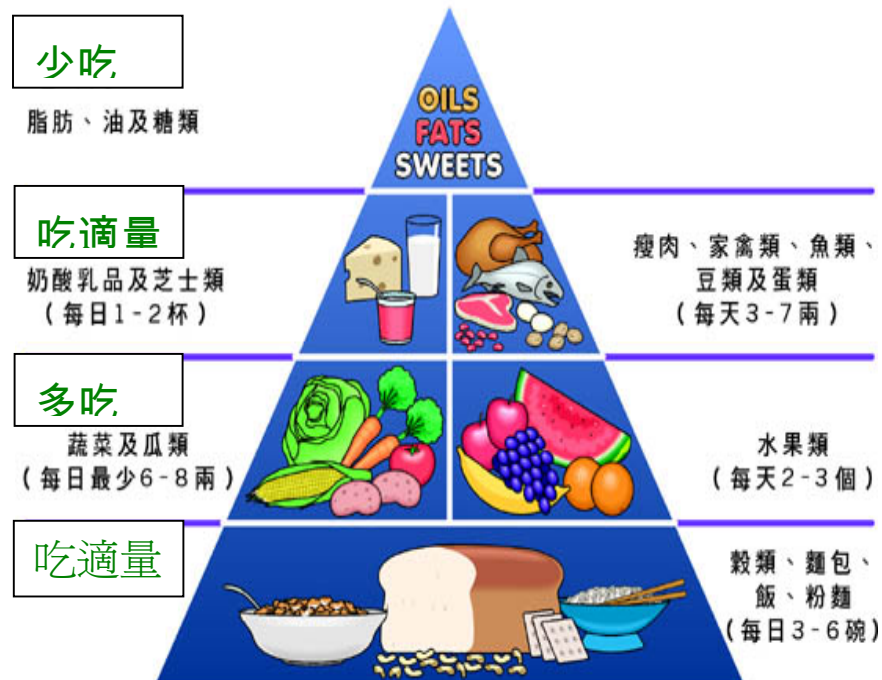 少吃
脂肪、油及糖類
OILS
FATS
SWEETS
吃適量
奶酸乳品及芝士類
(每日1-2杯)
瘦肉、家禽類、魚類、
豆類及蛋類
(每天3-7兩)
多吃
蔬菜及瓜類
(每日最少6-8兩)
水果類
(每天2-3個)
吃適量
穀類、麵包、
飯、粉麵
(每日3-6碗)